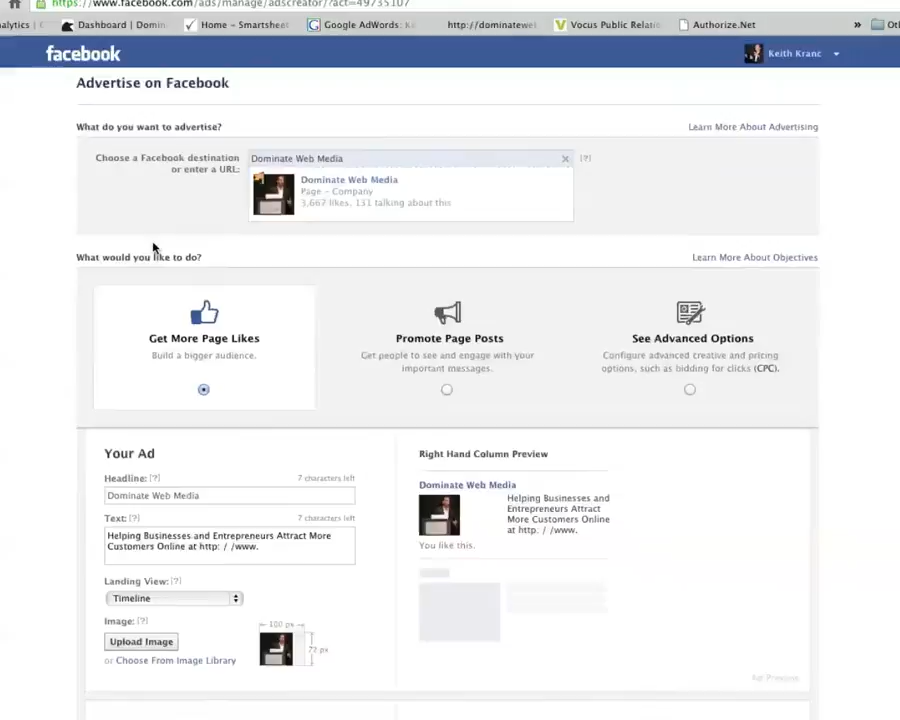 https://www.facebook.com/ads/manage/adscreator/?act=49735107
nalytics
Dashboard | Domin
Home – Smartsheet
Google AdWords: Ka
http://dominatewe
Vocus Public Relatio
Authorize.Net
»
facebook
Keith Kranc
Advertise on Facebook
What do you want to advertise?
Learn More About Advertising
Choose a Facebook destination
or enter a URL:
Dominate Web Media
[?]
Dominate Web Media
Page – Company
3,667 likes, 131 talking about this
What would you like to do?
Learn More About Objectives
Get More Page Likes
Build a bigger audience.
Promote Page Posts
Get people to see and engage with your
important messages.
See Advanced Options
Configure advanced creative and pricing
options, such as bidding for clicks (CPC).
Your Ad
Headline: [?]
7 characters left
Dominate Web Media
Text: [?]
7 characters left
Helping Businesses and Entrepreneurs Attract More
Customers Online at http: / /www.
Landing View: [?]
Timeline
Image: [?]
Upload Image
or Choose From Image Library
100 px
72 px
Right Hand Column Preview
Dominate Web Media
Helping Businesses and
Entrepreneurs Attract
More Customers Online
at http: / /www.
You like this.
Ad Preview